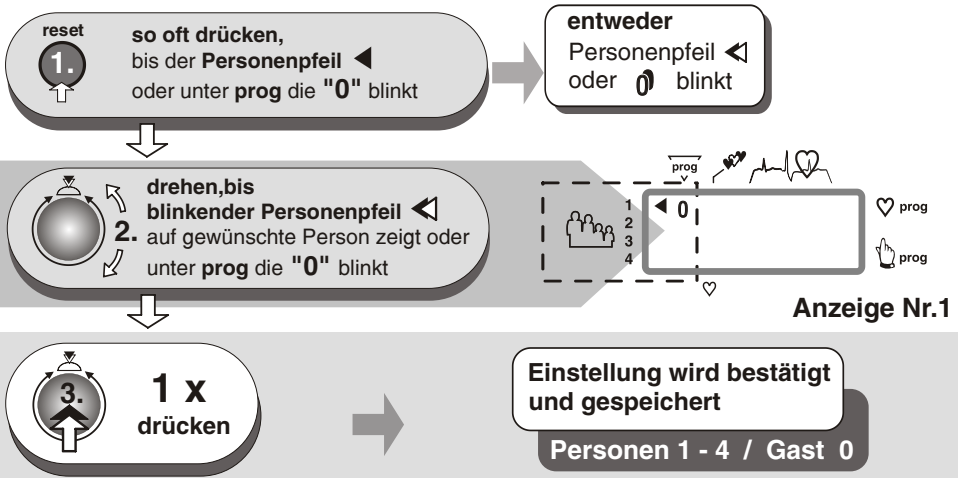 reset
1.
so oft drücken,
bis der Personenpfeil ◀
oder unter prog die "0" blinkt
entweder
Personenpfeil
oder 0 blinkt
2.
drehen,bis
blinkender Personenpfeil
auf gewünschte Person zeigt oder
unter prog die "0" blinkt
prog
1
2
3
4
◀ 0
♡ prog
prog
♡
Anzeige Nr.1
3.
1 x
drücken
Einstellung wird bestätigt
und gespeichert
Personen 1 - 4 / Gast 0